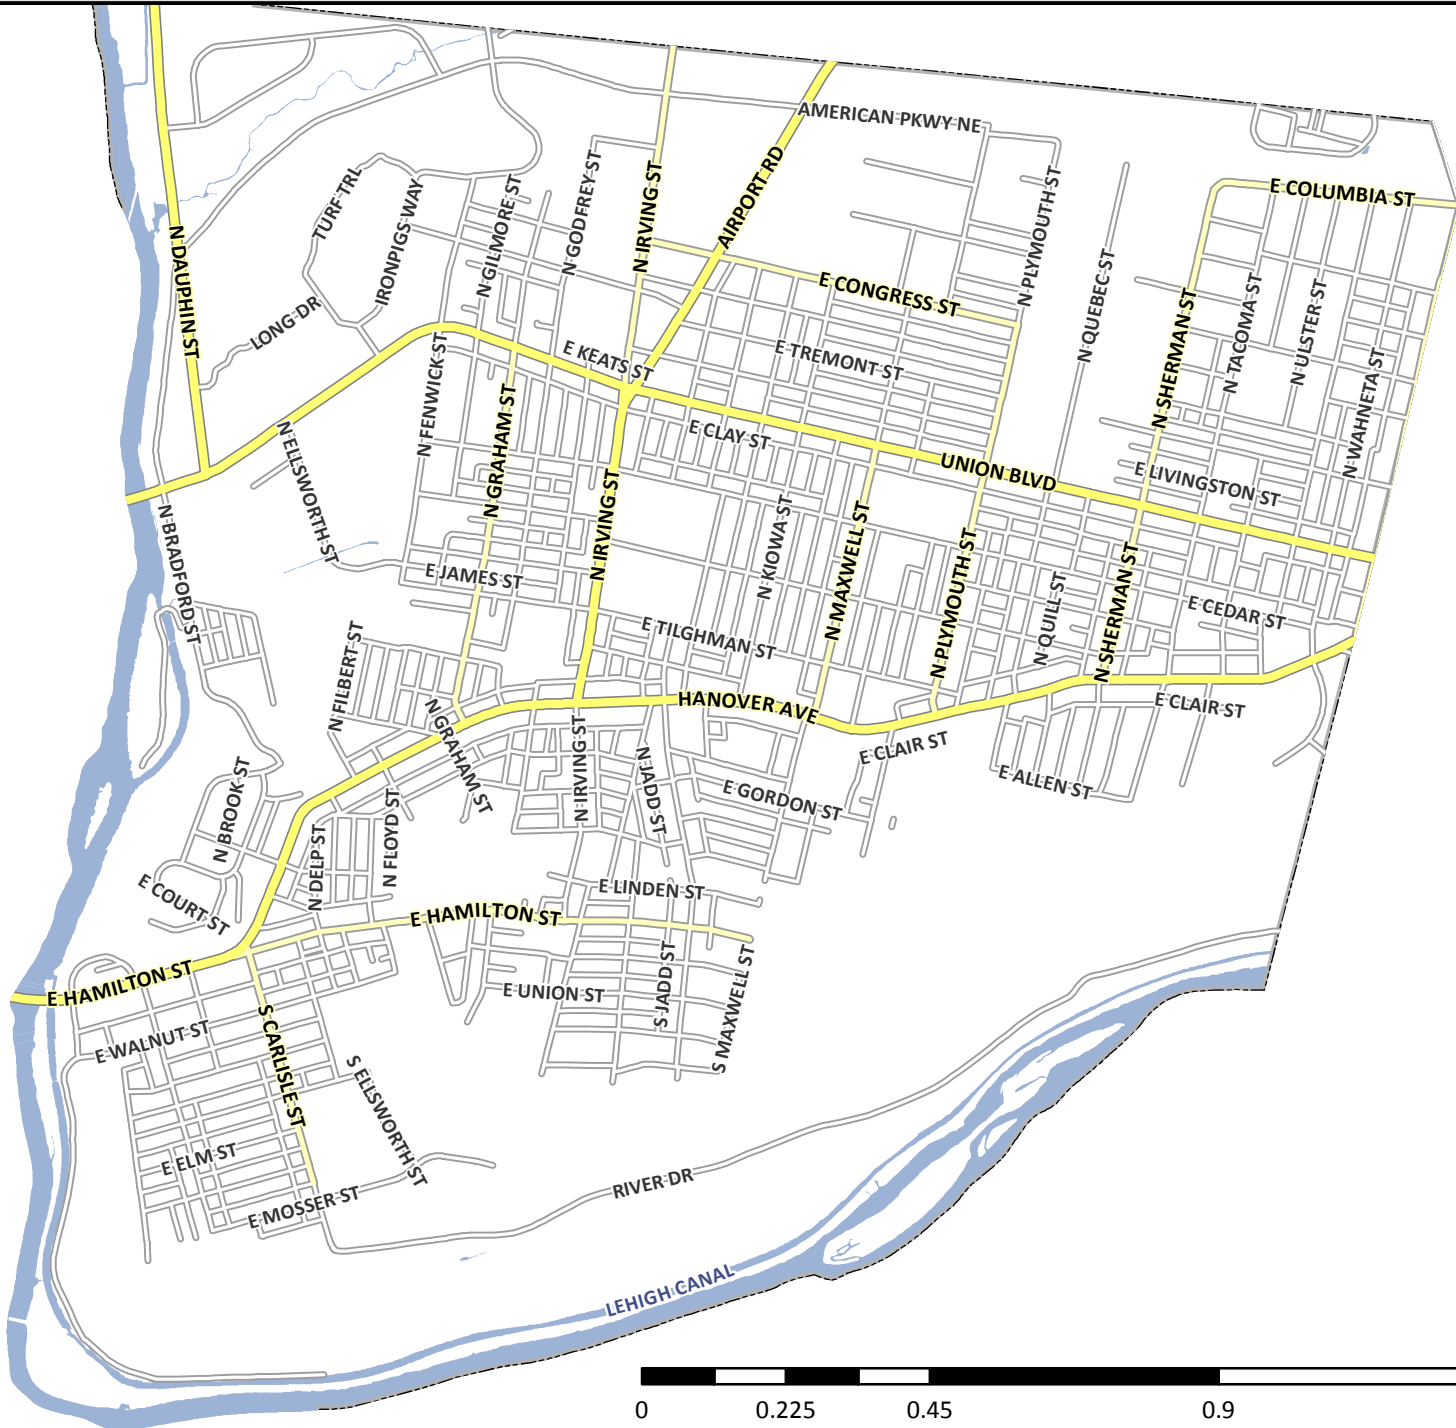 AMERICAN PKWY NE
AIRPORT RD
E COLUMBIA ST
TURF TRL
IRONPIGS WAY
N GILMORE ST
N GODFREY ST
N IRVING ST
N PLYMOUTH ST
N DAUPHIN ST
N QUEBEC ST
N SHERMAN ST
N TACOMA ST
N ULSTER ST
N WAHNETA ST
E CONGRESS ST
LONG DR
E KEATS ST
E TREMONT ST
N FENWICK ST
N GRAHAM ST
E CLAY ST
UNION BLVD
E LIVINGSTON ST
N ELLSWORTH ST
N BRADFORD ST
N IRVING ST
N KIOWA ST
N MAXWELL ST
N PLYMOUTH ST
N QUILL ST
N SHERMAN ST
E JAMES ST
E CEDAR ST
E TILGHMAN ST
N FILBERT ST
HANOVER AVE
E CLAIR ST
E CLAIR ST
N GRAHAM ST
N IRVING ST
N JADD ST
E GORDON ST
E ALLEN ST
N BROOK ST
N DELP ST
N FLOYD ST
E COURT ST
E LINDEN ST
E HAMILTON ST
E HAMILTON ST
E UNION ST
S JADD ST
S MAXWELL ST
E WALNUT ST
S CARLISLE ST
S ELLSWORTH ST
E ELM ST
E MOSSER ST
RIVER DR
LEHIGH CANAL
0 0.225 0.45 0.9